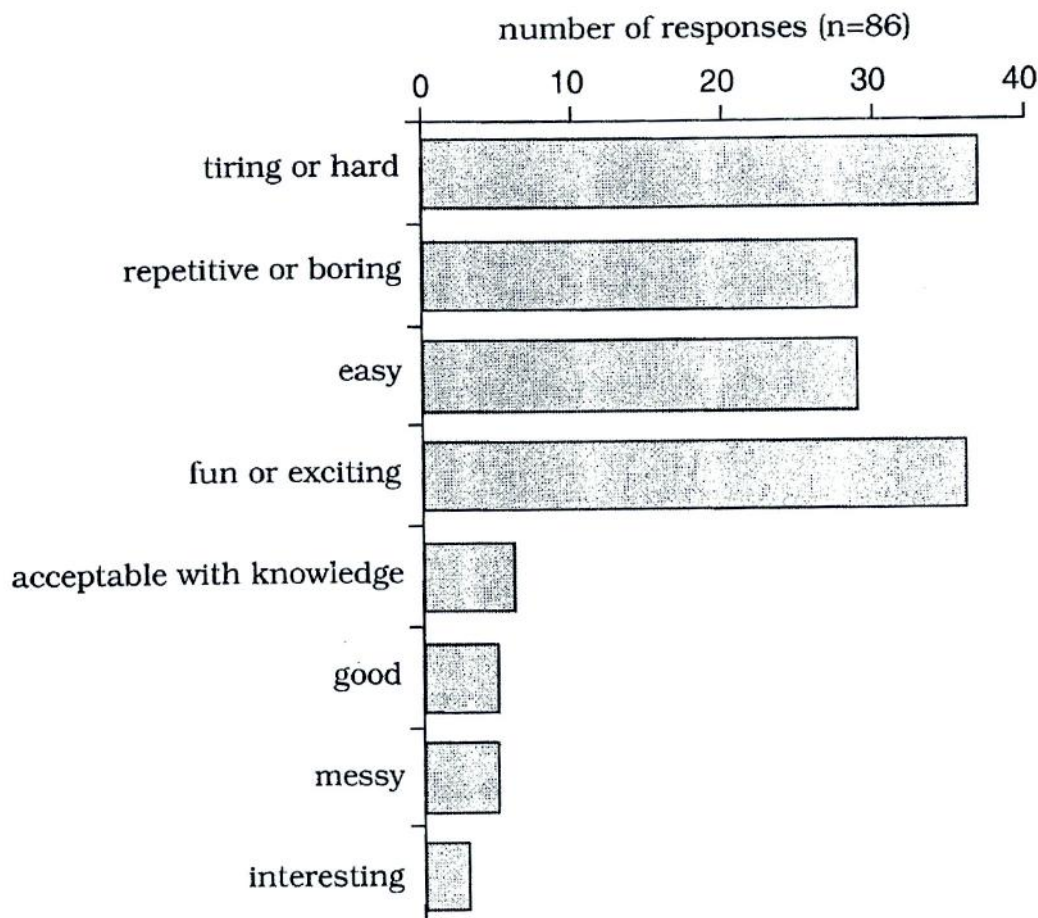 number of responses (n=86)
0 10 20 30 40
tiring or hard
repetitive or boring
easy
fun or exciting
acceptable with knowledge
good
messy
interesting